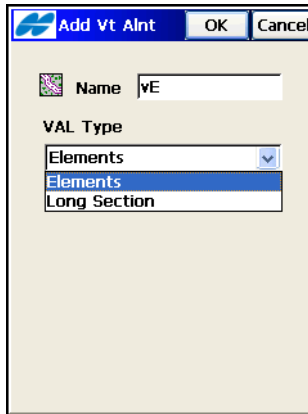 Add Vt Alnt OK Cancel
Name vE
VAL Type
Elements
Elements
Long Section